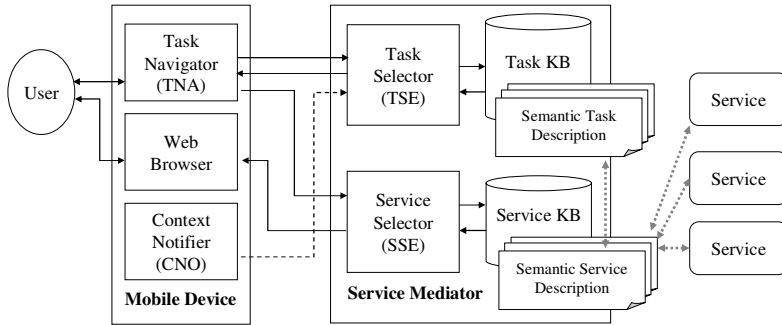 User
Task
Navigator
(TNA)
Web
Browser
Context
Notifier
(CNO)
Mobile Device
Task
Selector
(TSE)
Task KB
Semantic Task
Description
Service
Selector
(SSE)
Service KB
Semantic Service
Description
Service Mediator
Service
Service
Service